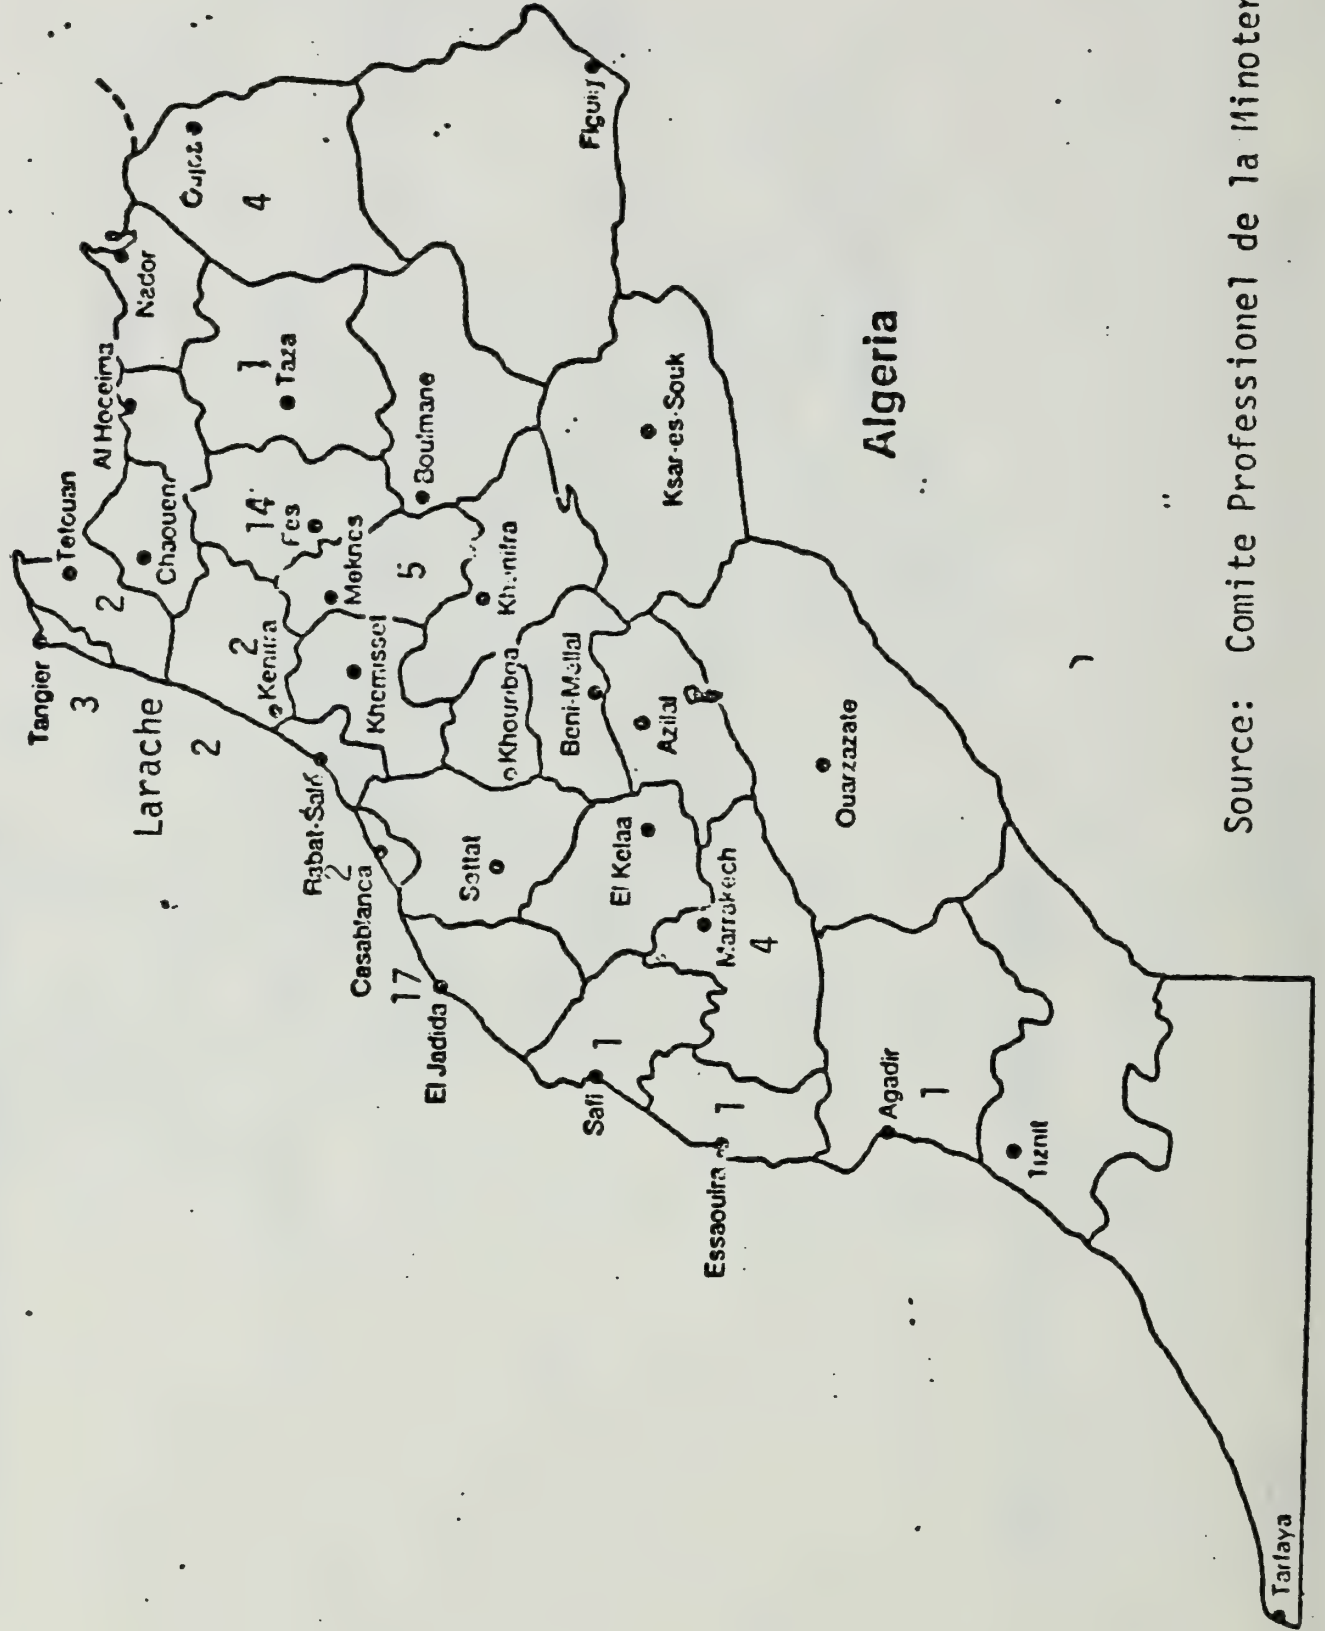 Tangier
3
Tetouan
2
Larache
2
Chaouen
Al Hoceima
Nador
4
1
Taza
14
Fes
2
Kenitra
Meknes
5
Khemisset
Boulmane
Figuig
Rabat-Salé
2
Casablanca
17
El Jadida
Settat
Khouribga
Khenifra
Beni-Mellal
Azilal
El Kelaa
Ksar-es-Souk
Safi
1
Marrakech
4
Essaouira
1
Ouarzazate
Agadir
1
Tiznit
Tarfaya
Algeria
Source: Comite Professionel de la Minoter